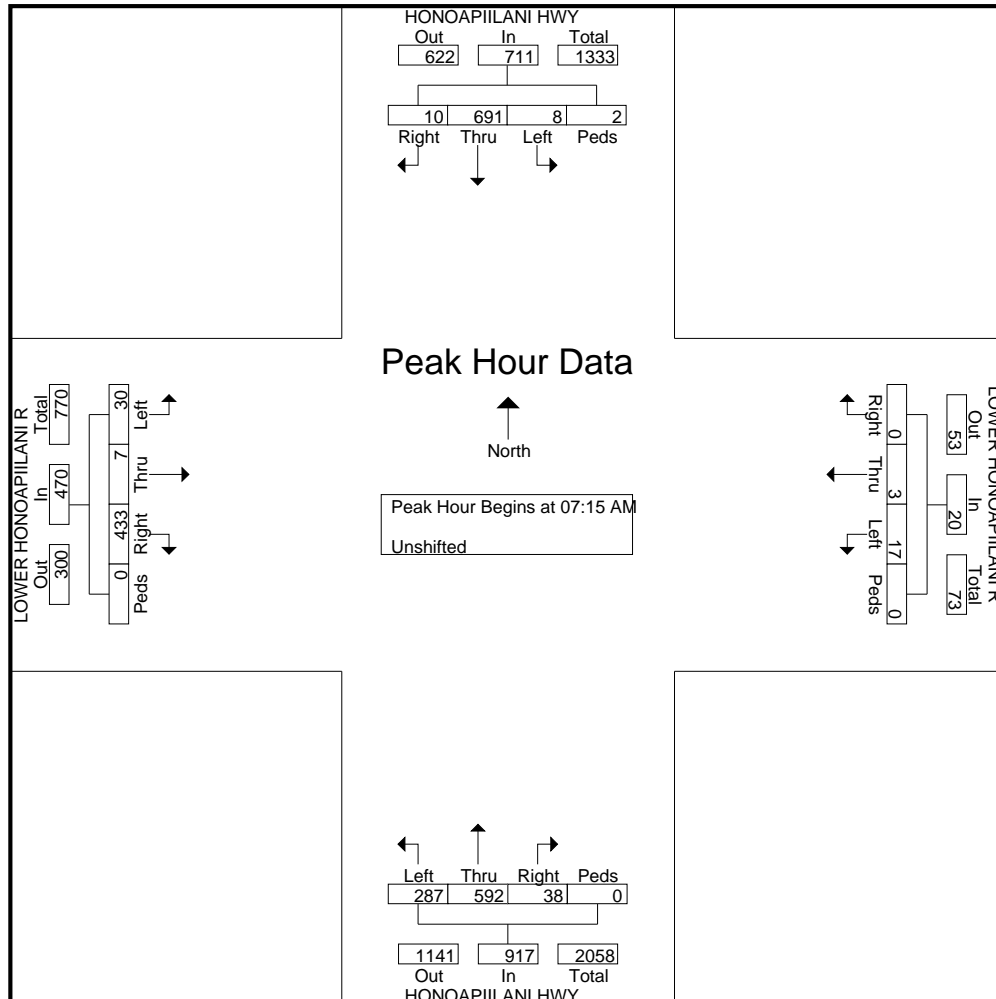 HONOAPIILANI HWY
Out In Total
622 711 1333
10 691 8 2
Right Thru Left Peds
Peak Hour Data
North
Peak Hour Begins at 07:15 AM
Unshifted
LOWER HONOAPIILANI R
Total In Out
770 470 300
30 7 433 0
Left Thru Right Peds
Right Thru Left Peds
0 3 17 0
53 20 73
Out In Total
LOWER HONOAPIILANI R
Left Thru Right Peds
287 592 38 0
1141 917 2058
Out In Total
HONOAPIILANI HWY